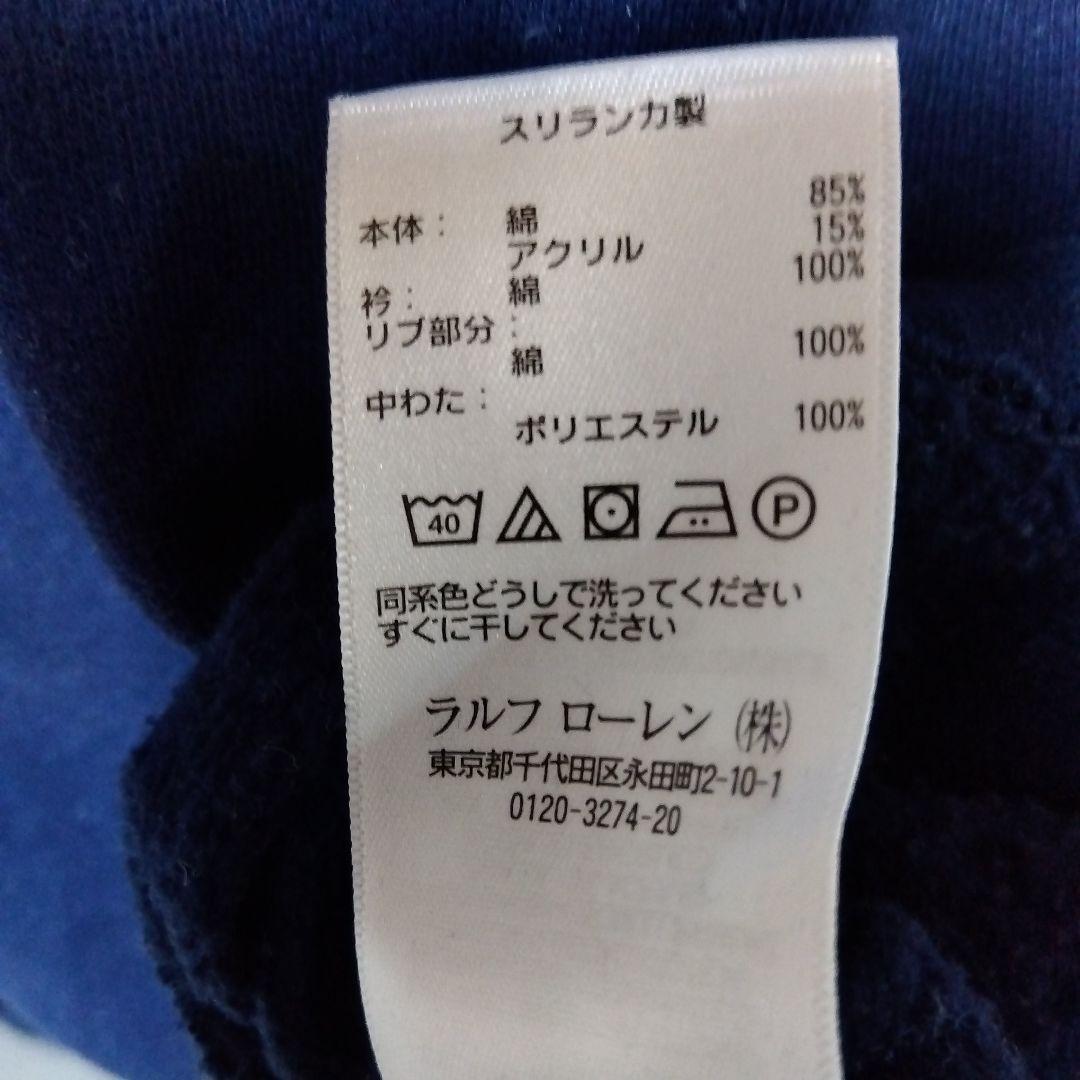 スリランカ製
本体： 綿 85%
アクリル 15%
衿： 綿 100%
リブ部分：
綿 100%
中わた：
ポリエステル 100%
40 P
同系色どうしで洗ってください
すぐに干してください
ラルフ ローレン（株）
東京都千代田区永田町2-10-1
0120-3274-20